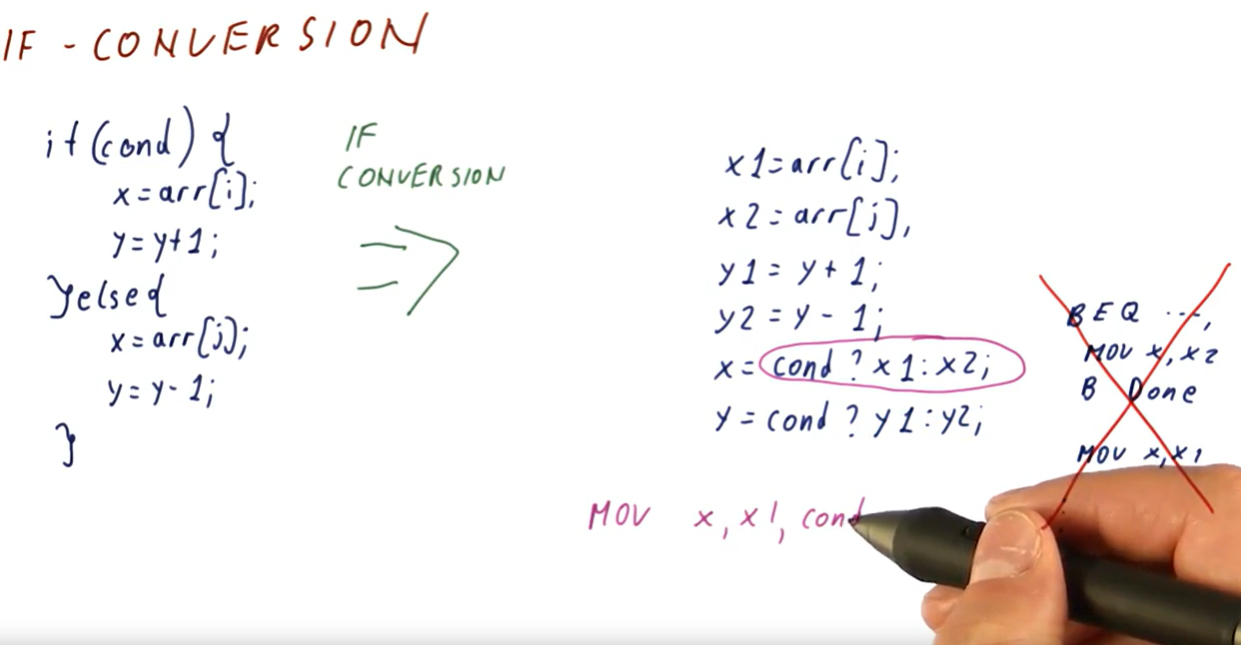 IF - CONVERSION
if (cond) {
x = arr[i];
y = y+1;
} else {
x = arr[j];
y = y-1;
}
IF
CONVERSION
x1 = arr[i];
x2 = arr[j],
y1 = y + 1;
y2 = y - 1;
x = cond ? x1 : x2;
y = cond ? y1 : y2;
BEQ ...,
MOV x, x2
B Done
MOV x, x1
MOV x, x1, cond